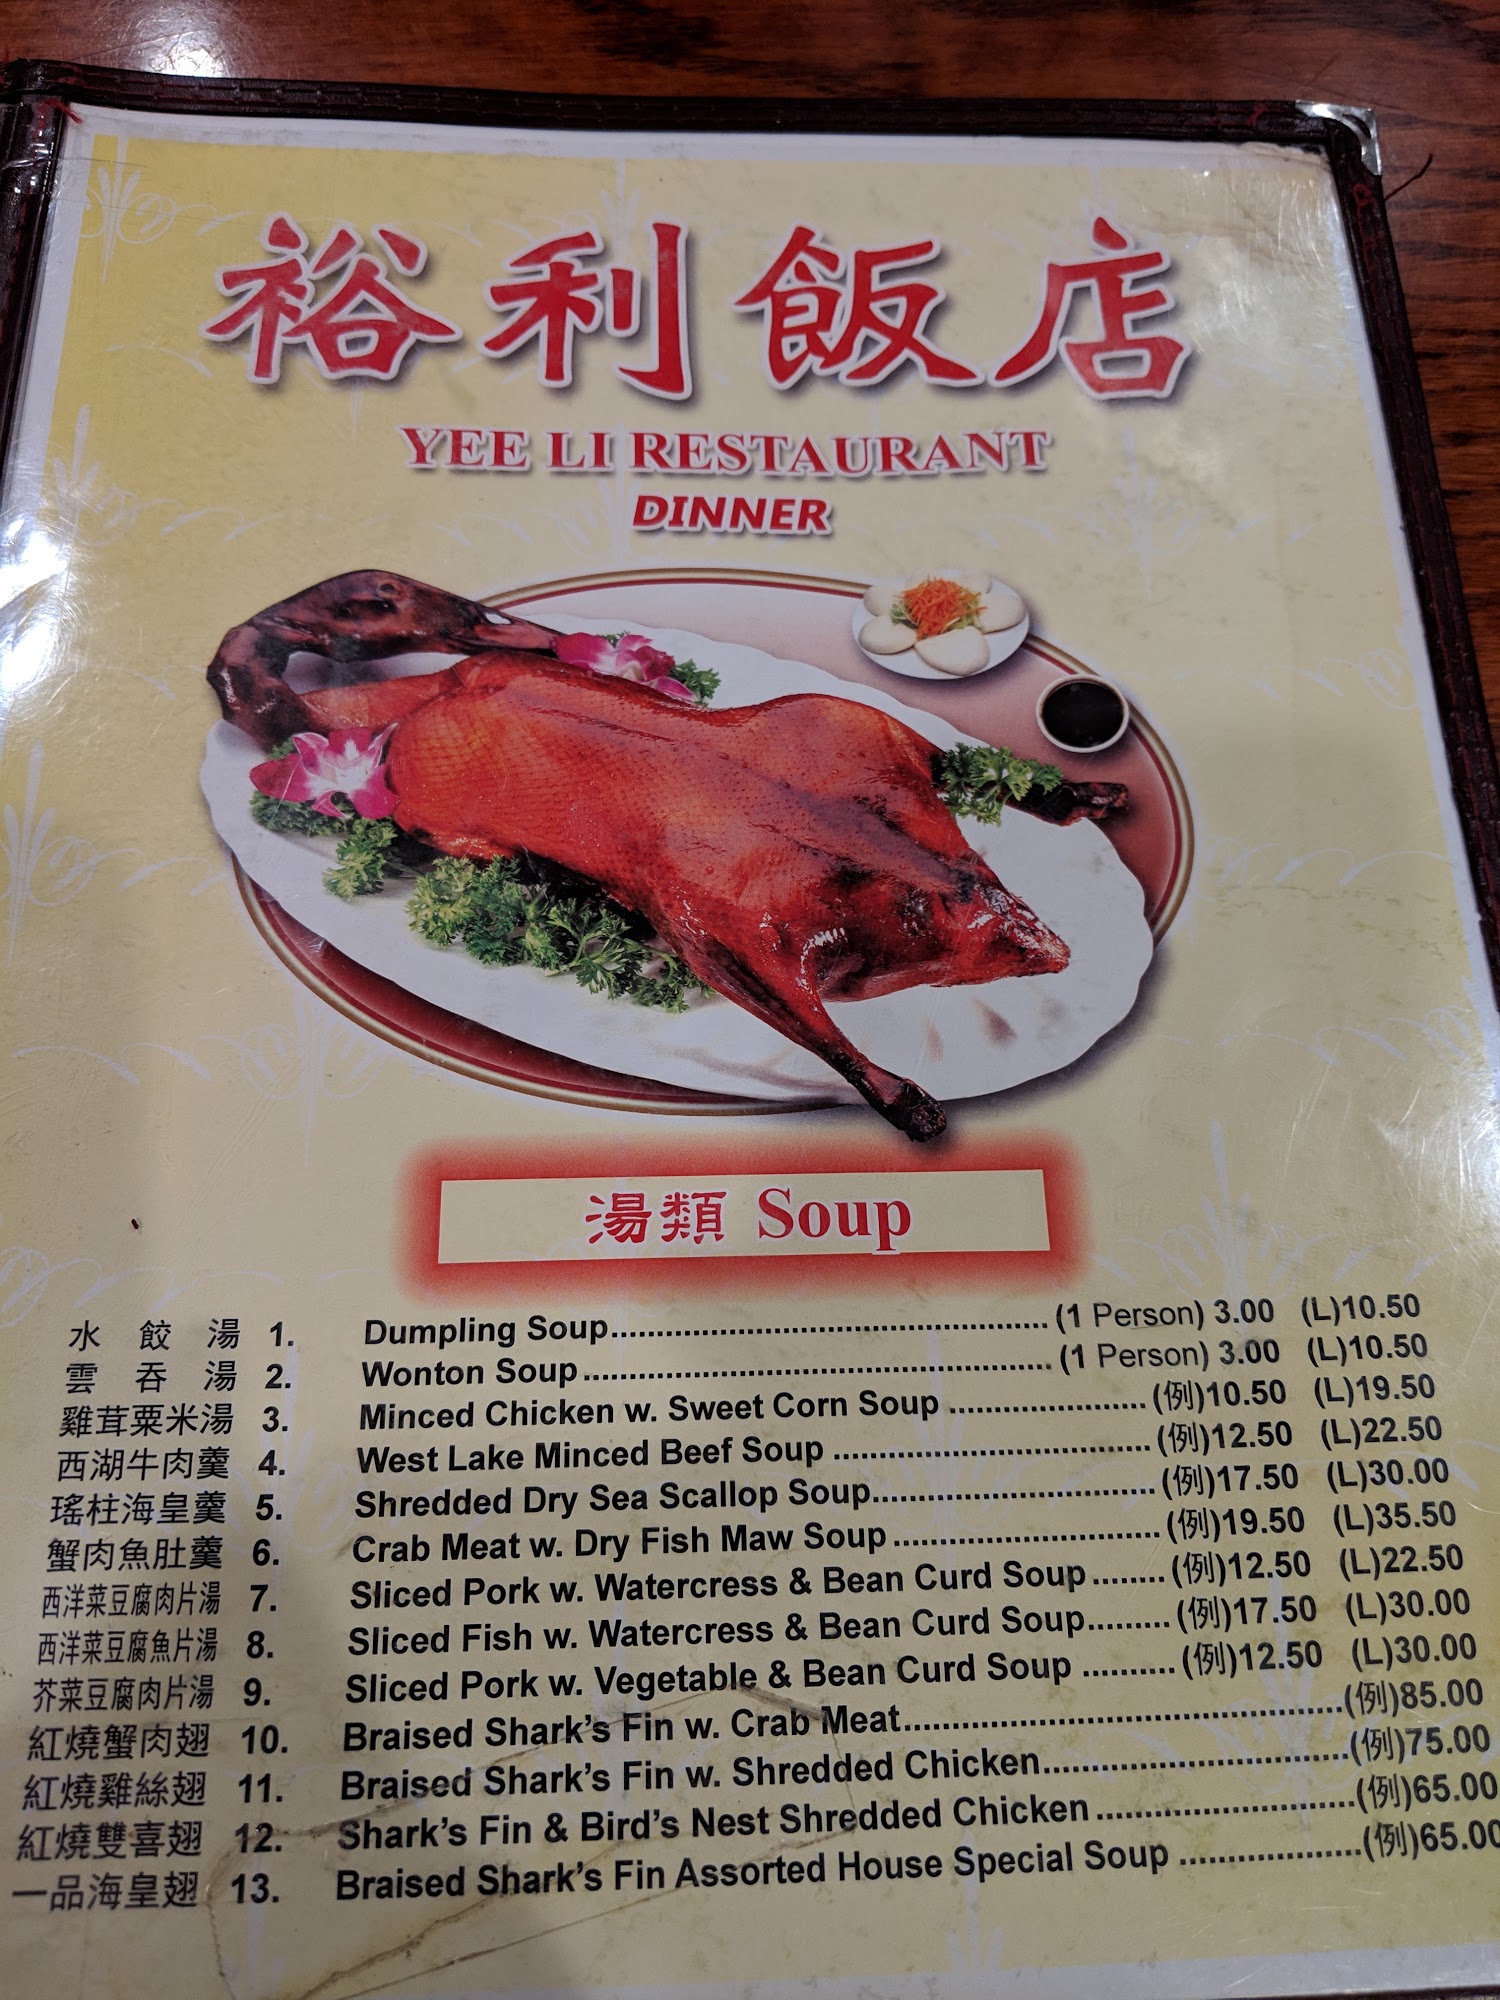 裕利飯店
YEE LI RESTAURANT
DINNER
湯類 Soup
水餃湯 1. Dumpling Soup (1 Person) 3.00 (L)10.50
雲吞湯 2. Wonton Soup (1 Person) 3.00 (L)10.50
雞茸粟米湯 3. Minced Chicken w. Sweet Corn Soup (例)10.50 (L)19.50
西湖牛肉羹 4. West Lake Minced Beef Soup (例)12.50 (L)22.50
瑤柱海皇羹 5. Shredded Dry Sea Scallop Soup (例)17.50 (L)30.00
蟹肉魚肚羹 6. Crab Meat w. Dry Fish Maw Soup (例)19.50 (L)35.50
西洋菜豆腐肉片湯 7. Sliced Pork w. Watercress & Bean Curd Soup (例)12.50 (L)22.50
西洋菜豆腐魚片湯 8. Sliced Fish w. Watercress & Bean Curd Soup (例)17.50 (L)30.00
芥菜豆腐肉片湯 9. Sliced Pork w. Vegetable & Bean Curd Soup (例)12.50 (L)30.00
紅燒蟹肉翅 10. Braised Shark's Fin w. Crab Meat (例)85.00
紅燒雞絲翅 11. Braised Shark's Fin w. Shredded Chicken (例)75.00
紅燒雙喜翅 12. Shark's Fin & Bird's Nest Shredded Chicken (例)65.00
一品海皇翅 13. Braised Shark's Fin Assorted House Special Soup (例)65.00